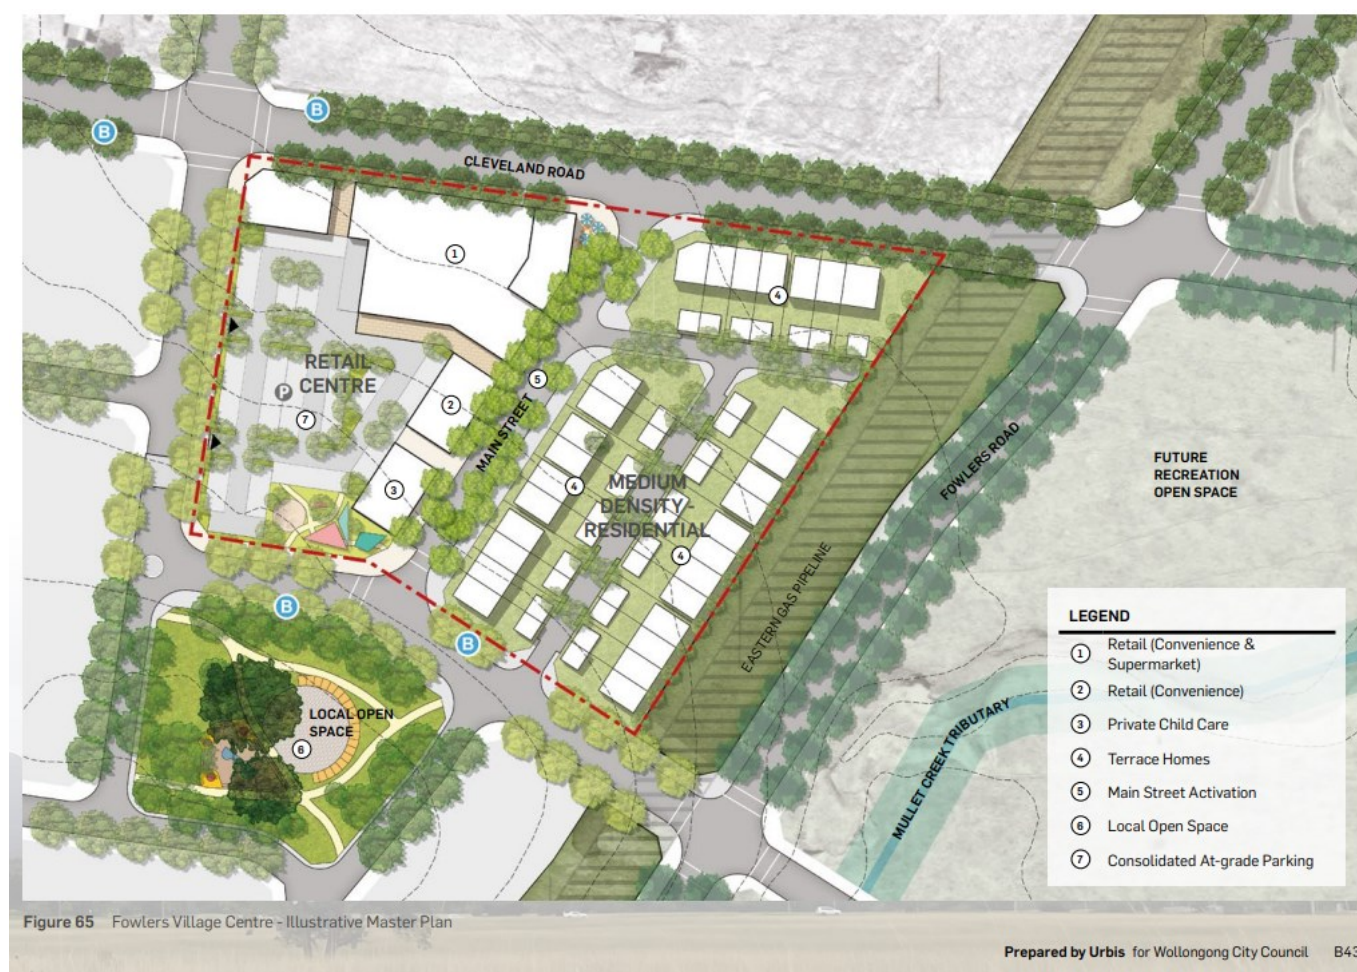 B
B
CLEVELAND ROAD
1
4
RETAIL
CENTRE
P
7
2
5
MAIN STREET
3
4
MEDIUM
DENSITY-
RESIDENTIAL
4
FOWLERS ROAD
FUTURE
RECREATION
OPEN SPACE
EASTERN GAS PIPELINE
B
B
LOCAL OPEN
SPACE
6
MULLET CREEK TRIBUTARY
LEGEND
1 Retail (Convenience &
Supermarket)
2 Retail (Convenience)
3 Private Child Care
4 Terrace Homes
5 Main Street Activation
6 Local Open Space
7 Consolidated At-grade Parking
Figure 65 Fowlers Village Centre - Illustrative Master Plan
Prepared by Urbis for Wollongong City Council B43